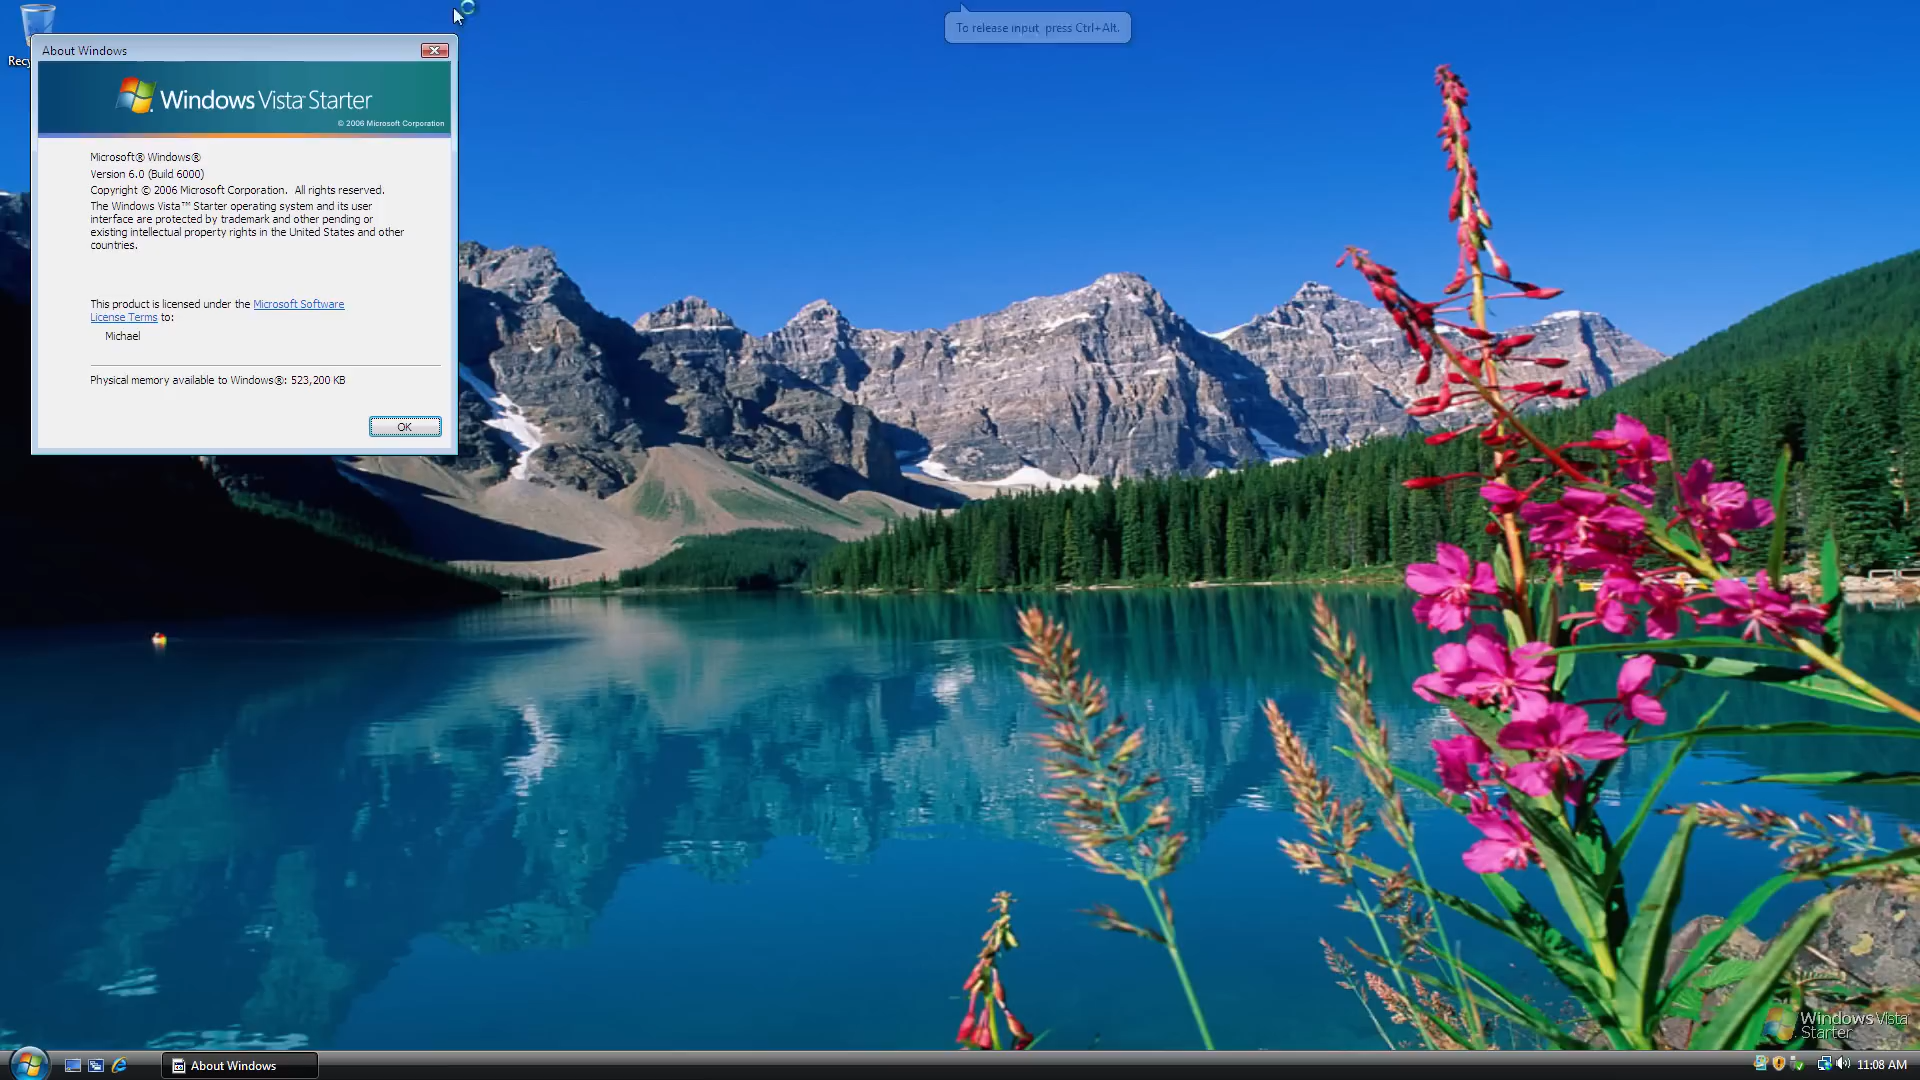 To release input, press Ctrl+Alt.
About Windows
Windows Vista™ Starter
© 2006 Microsoft Corporation
Microsoft® Windows®
Version 6.0 (Build 6000)
Copyright © 2006 Microsoft Corporation. All rights reserved.
The Windows Vista™ Starter operating system and its user
interface are protected by trademark and other pending or
existing intellectual property rights in the United States and other
countries.
This product is licensed under the Microsoft Software
License Terms to:
Michael
Physical memory available to Windows®: 523,200 KB
OK
Windows Vista
Starter
About Windows
11:08 AM